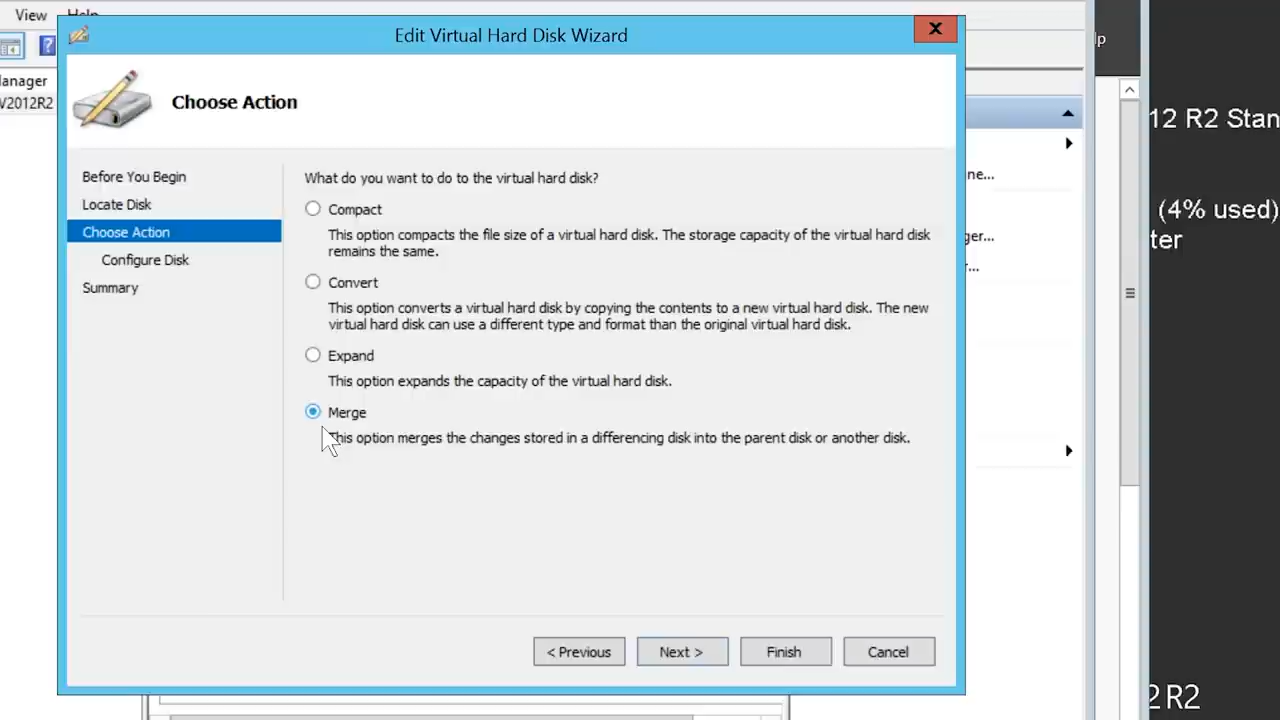 View Help
Edit Virtual Hard Disk Wizard
Choose Action
Before You Begin
Locate Disk
Choose Action
Configure Disk
Summary
What do you want to do to the virtual hard disk?
Compact
This option compacts the file size of a virtual hard disk. The storage capacity of the virtual hard disk
remains the same.
Convert
This option converts a virtual hard disk by copying the contents to a new virtual hard disk. The new
virtual hard disk can use a different type and format than the original virtual hard disk.
Expand
This option expands the capacity of the virtual hard disk.
Merge
This option merges the changes stored in a differencing disk into the parent disk or another disk.
< Previous
Next >
Finish
Cancel
anager
V2012R2
ne...
ger...
...
lp
12 R2 Stan
(4% used)
ter
2 R2